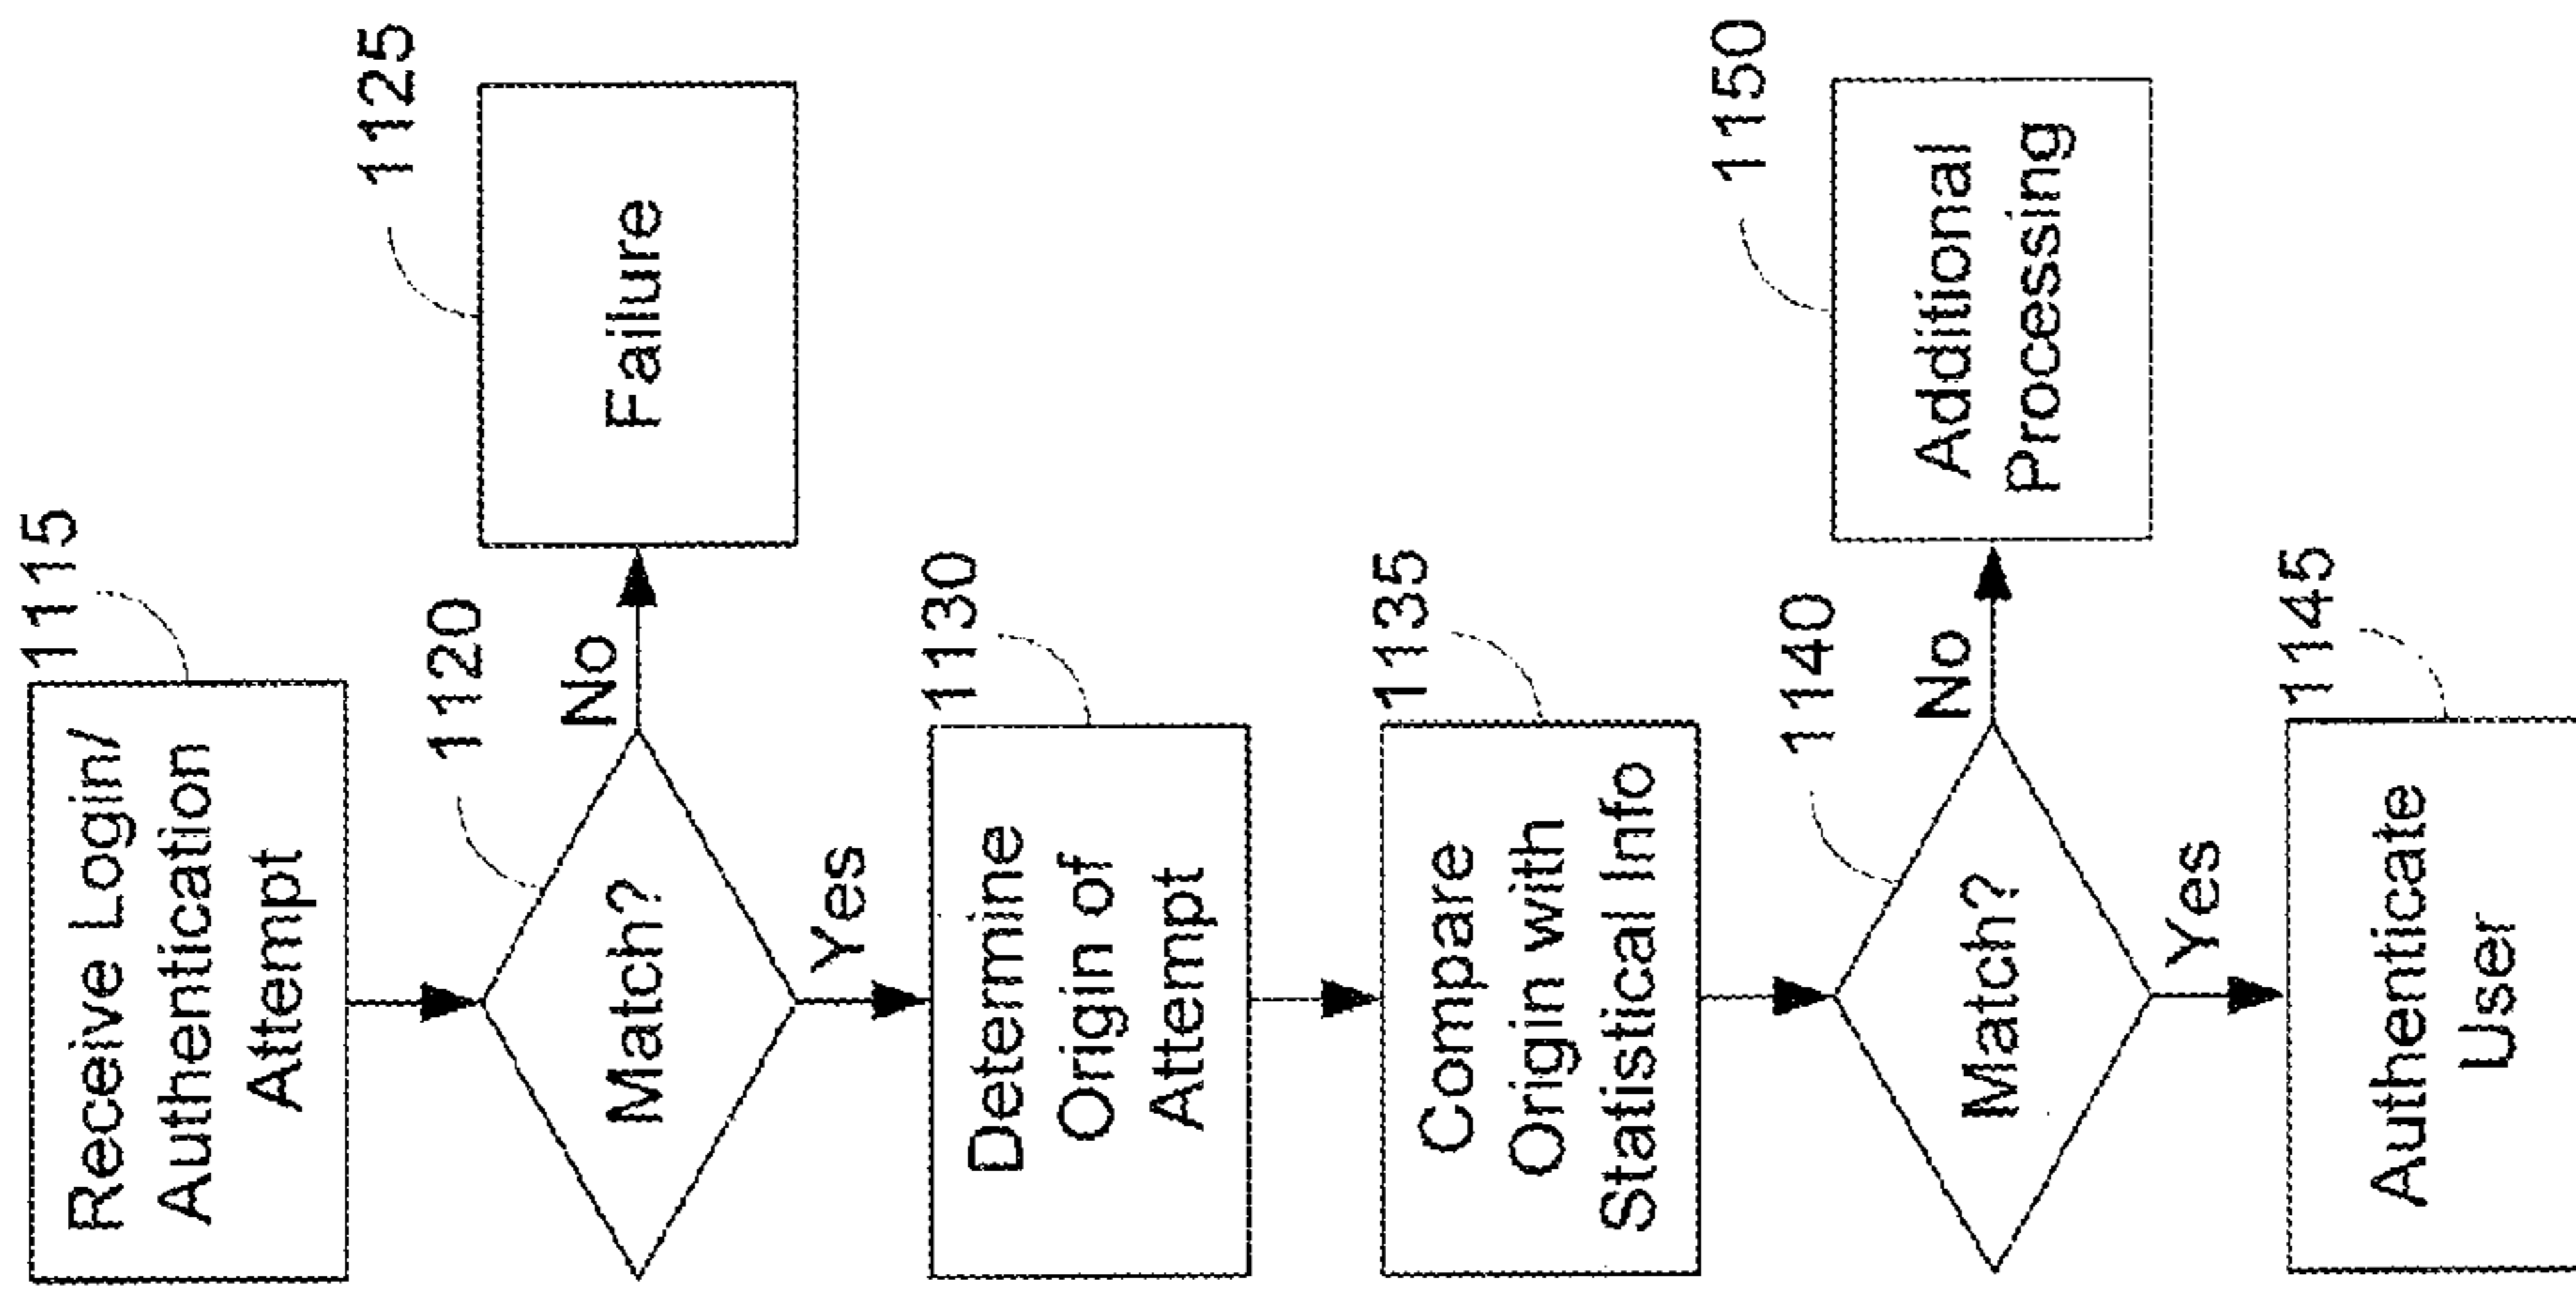 1115
Receive Login/
Authentication
Attempt
1120
Match?
No
1125
Failure
Yes
1130
Determine
Origin of
Attempt
1135
Compare
Origin with
Statistical Info
1140
Match?
No
1150
Additional
Processing
Yes
1145
Authenticate
User